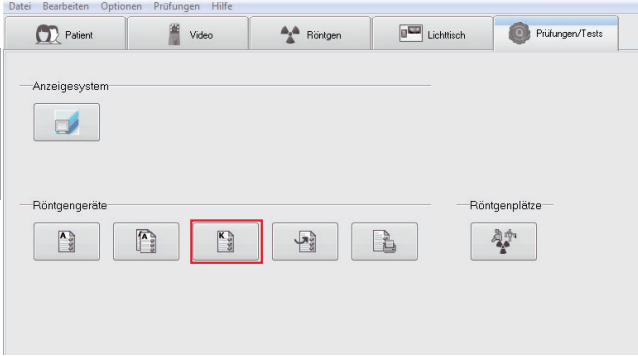 Datei Bearbeiten Optionen Prüfungen Hilfe
Patient Video Röntgen Lichttisch Prüfungen/Tests
Anzeigesystem
Röntgengeräte Röntgenplätze
A A K